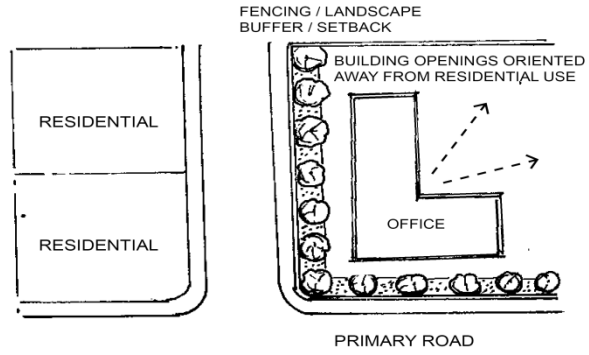 FENCING / LANDSCAPE
BUFFER / SETBACK
BUILDING OPENINGS ORIENTED
AWAY FROM RESIDENTIAL USE
RESIDENTIAL
OFFICE
RESIDENTIAL
PRIMARY ROAD